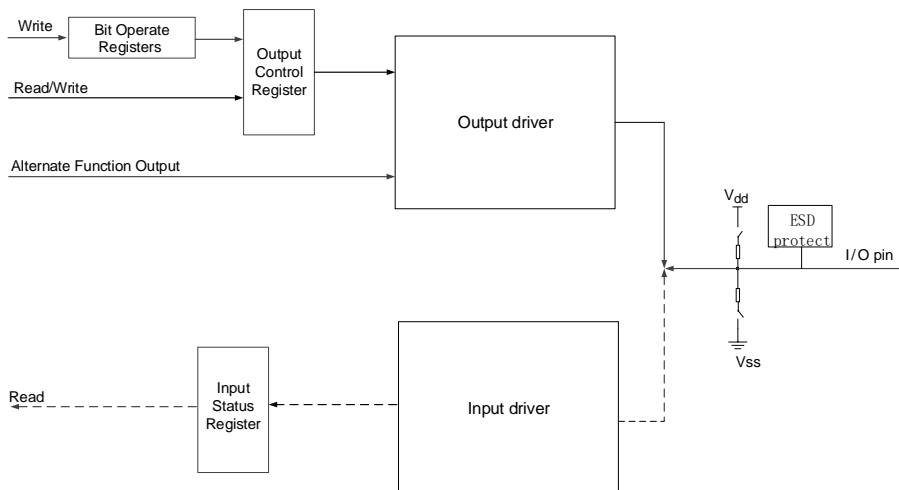 Write
Bit Operate
Registers
Output
Control
Register
Read/Write
Output driver
Alternate Function Output
Vdd
ESD
protect
I/O pin
Vss
Read
Input
Status
Register
Input driver